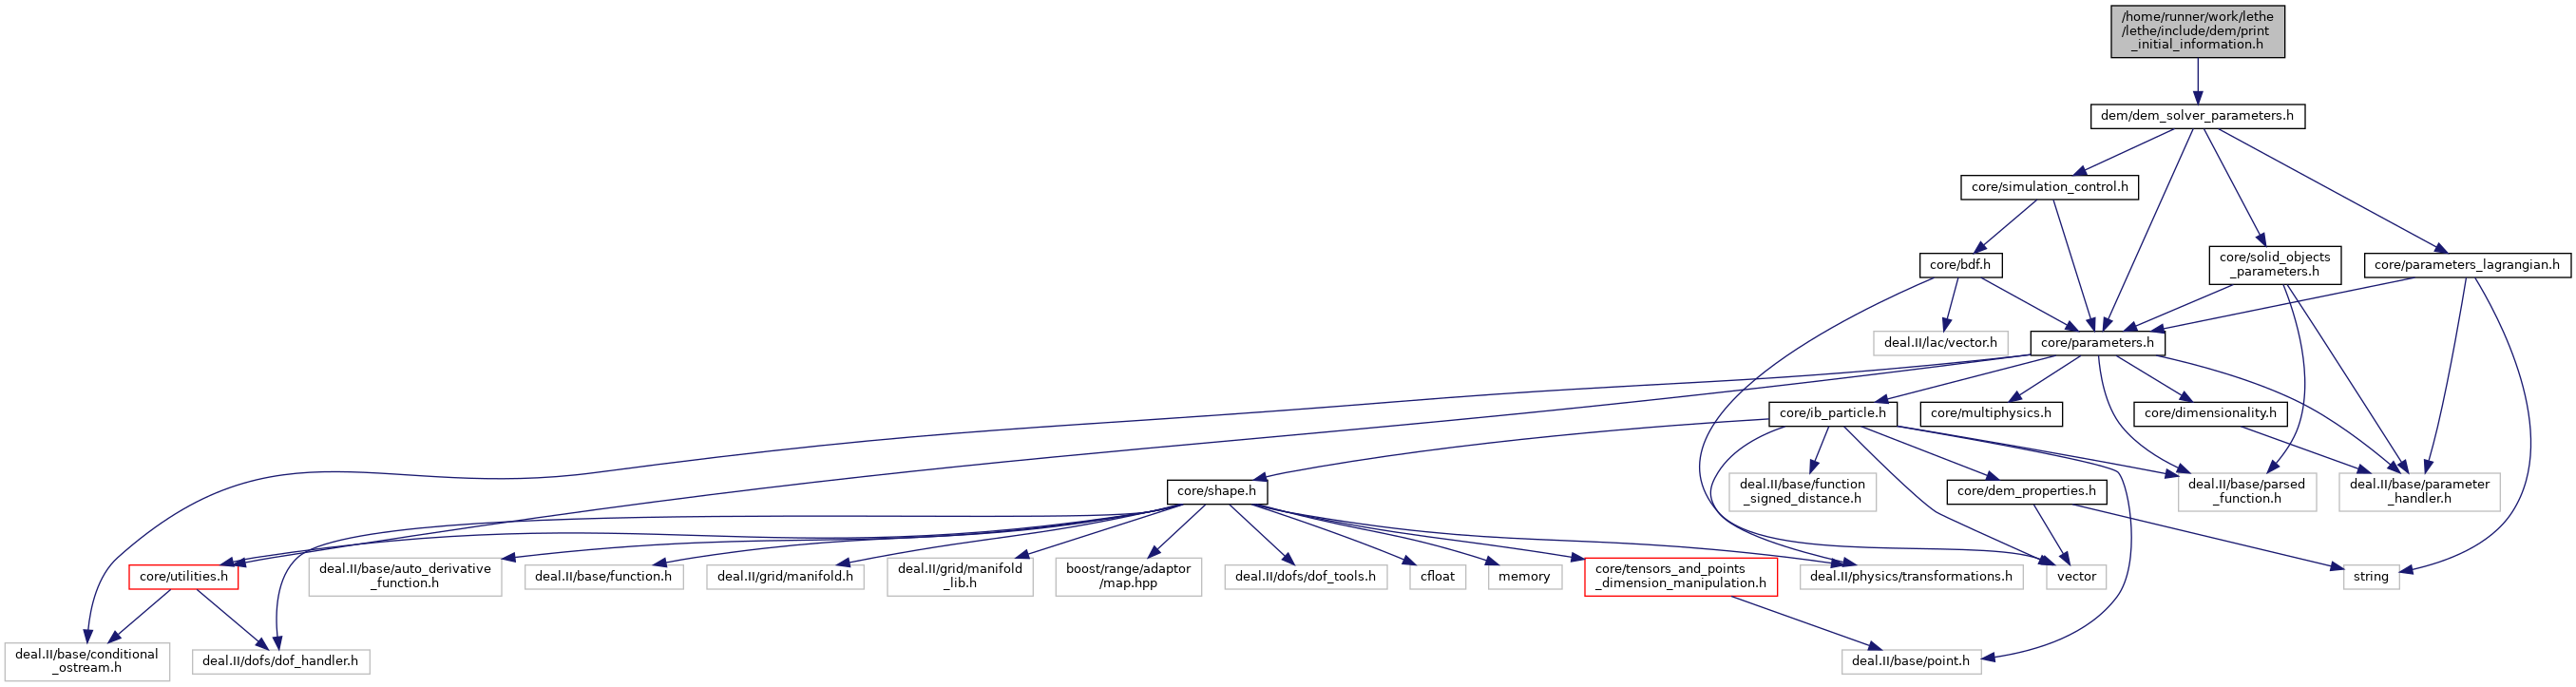 /home/runner/work/lethe
/lethe/include/dem/print
_initial_information.h
dem/dem_solver_parameters.h
core/simulation_control.h
core/bdf.h
core/solid_objects
_parameters.h
core/parameters_lagrangian.h
deal.II/lac/vector.h
core/parameters.h
core/ib_particle.h
core/multiphysics.h
core/dimensionality.h
core/shape.h
deal.II/base/function
_signed_distance.h
core/dem_properties.h
deal.II/base/parsed
_function.h
deal.II/base/parameter
_handler.h
core/utilities.h
deal.II/base/auto_derivative
_function.h
deal.II/base/function.h
deal.II/grid/manifold.h
deal.II/grid/manifold
_lib.h
boost/range/adaptor
/map.hpp
deal.II/dofs/dof_tools.h
cfloat
memory
core/tensors_and_points
_dimension_manipulation.h
deal.II/physics/transformations.h
vector
string
deal.II/base/conditional
_ostream.h
deal.II/dofs/dof_handler.h
deal.II/base/point.h